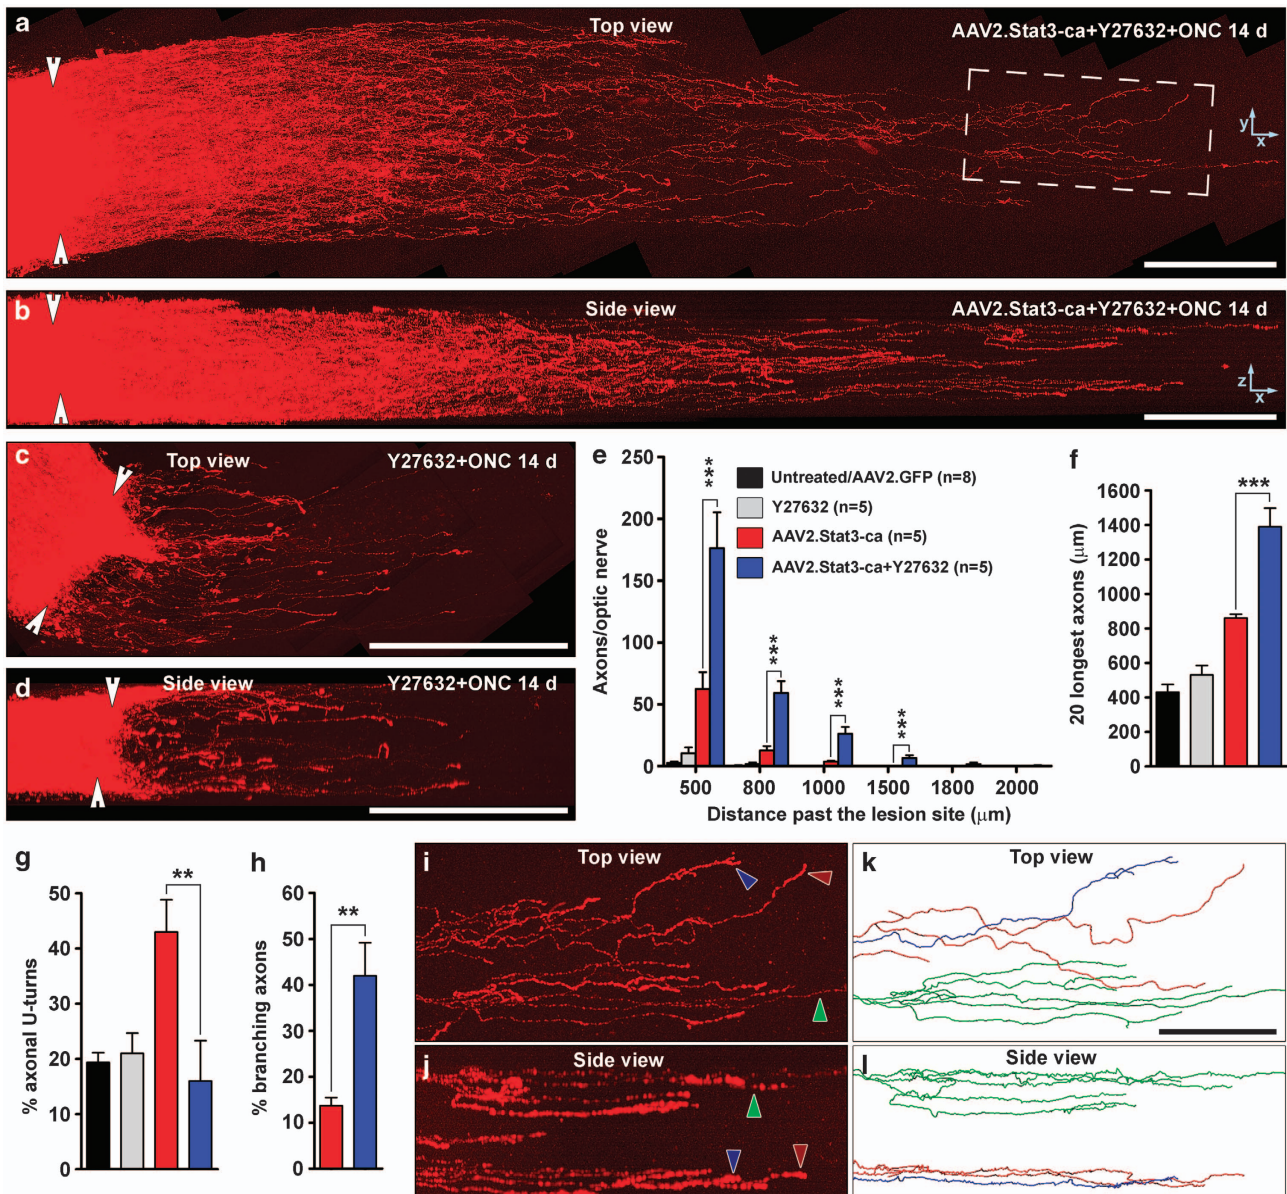 a
Top view
AAV2.Stat3-ca+Y27632+ONC 14 d
y
x
b
Side view
AAV2.Stat3-ca+Y27632+ONC 14 d
z
x
c
Top view
Y27632+ONC 14 d
d
Side view
Y27632+ONC 14 d
e
250
200
150
100
50
0
Axons/optic nerve
***
***
***
***
Untreated/AAV2.GFP (n=8)
Y27632 (n=5)
AAV2.Stat3-ca (n=5)
AAV2.Stat3-ca+Y27632 (n=5)
500 800 1000 1500 1800 2000
Distance past the lesion site (μm)
f
1600
1400
1200
1000
800
600
400
200
0
20 longest axons (μm)
***
g
50
40
30
20
10
0
% axonal U-turns
**
h
60
50
40
30
20
10
0
% branching axons
**
i
Top view
j
Side view
k
Top view
l
Side view